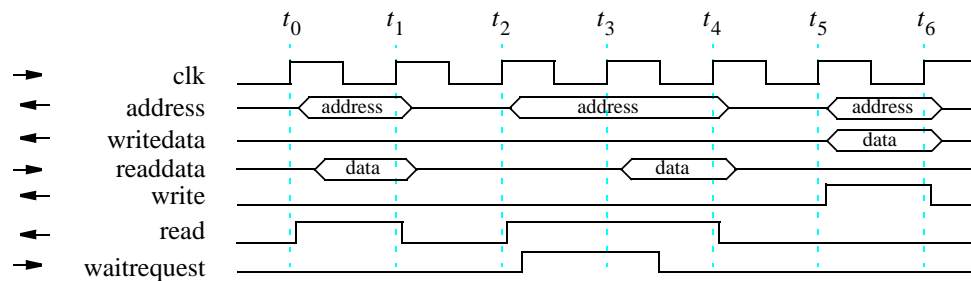 t0 t1 t2 t3 t4 t5 t6
clk
address address address address
writedata data
readdata data data
write
read
waitrequest